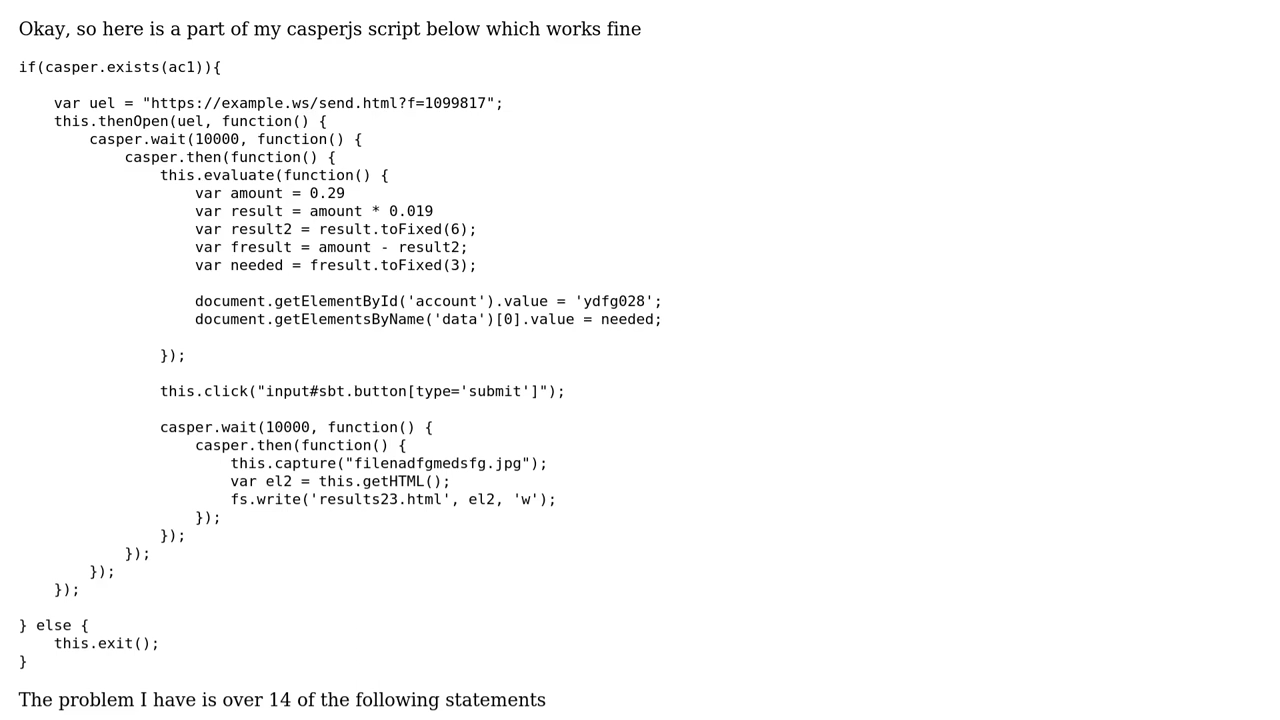 Okay, so here is a part of my casperjs script below which works fine
if(casper.exists(ac1)){
    var uel = "https://example.ws/send.html?f=1099817";
    this.thenOpen(uel, function() {
        casper.wait(10000, function() {
            casper.then(function() {
                this.evaluate(function() {
                    var amount = 0.29
                    var result = amount * 0.019
                    var result2 = result.toFixed(6);
                    var fresult = amount - result2;
                    var needed = fresult.toFixed(3);
                    document.getElementById('account').value = 'ydfg028';
                    document.getElementsByName('data')[0].value = needed;
                });
                this.click("input#sbt.button[type='submit']");
                casper.wait(10000, function() {
                    casper.then(function() {
                        this.capture("filenadfgmedsfg.jpg");
                        var el2 = this.getHTML();
                        fs.write('results23.html', el2, 'w');
                    });
                });
            });
        });
    });
} else {
    this.exit();
}
The problem I have is over 14 of the following statements